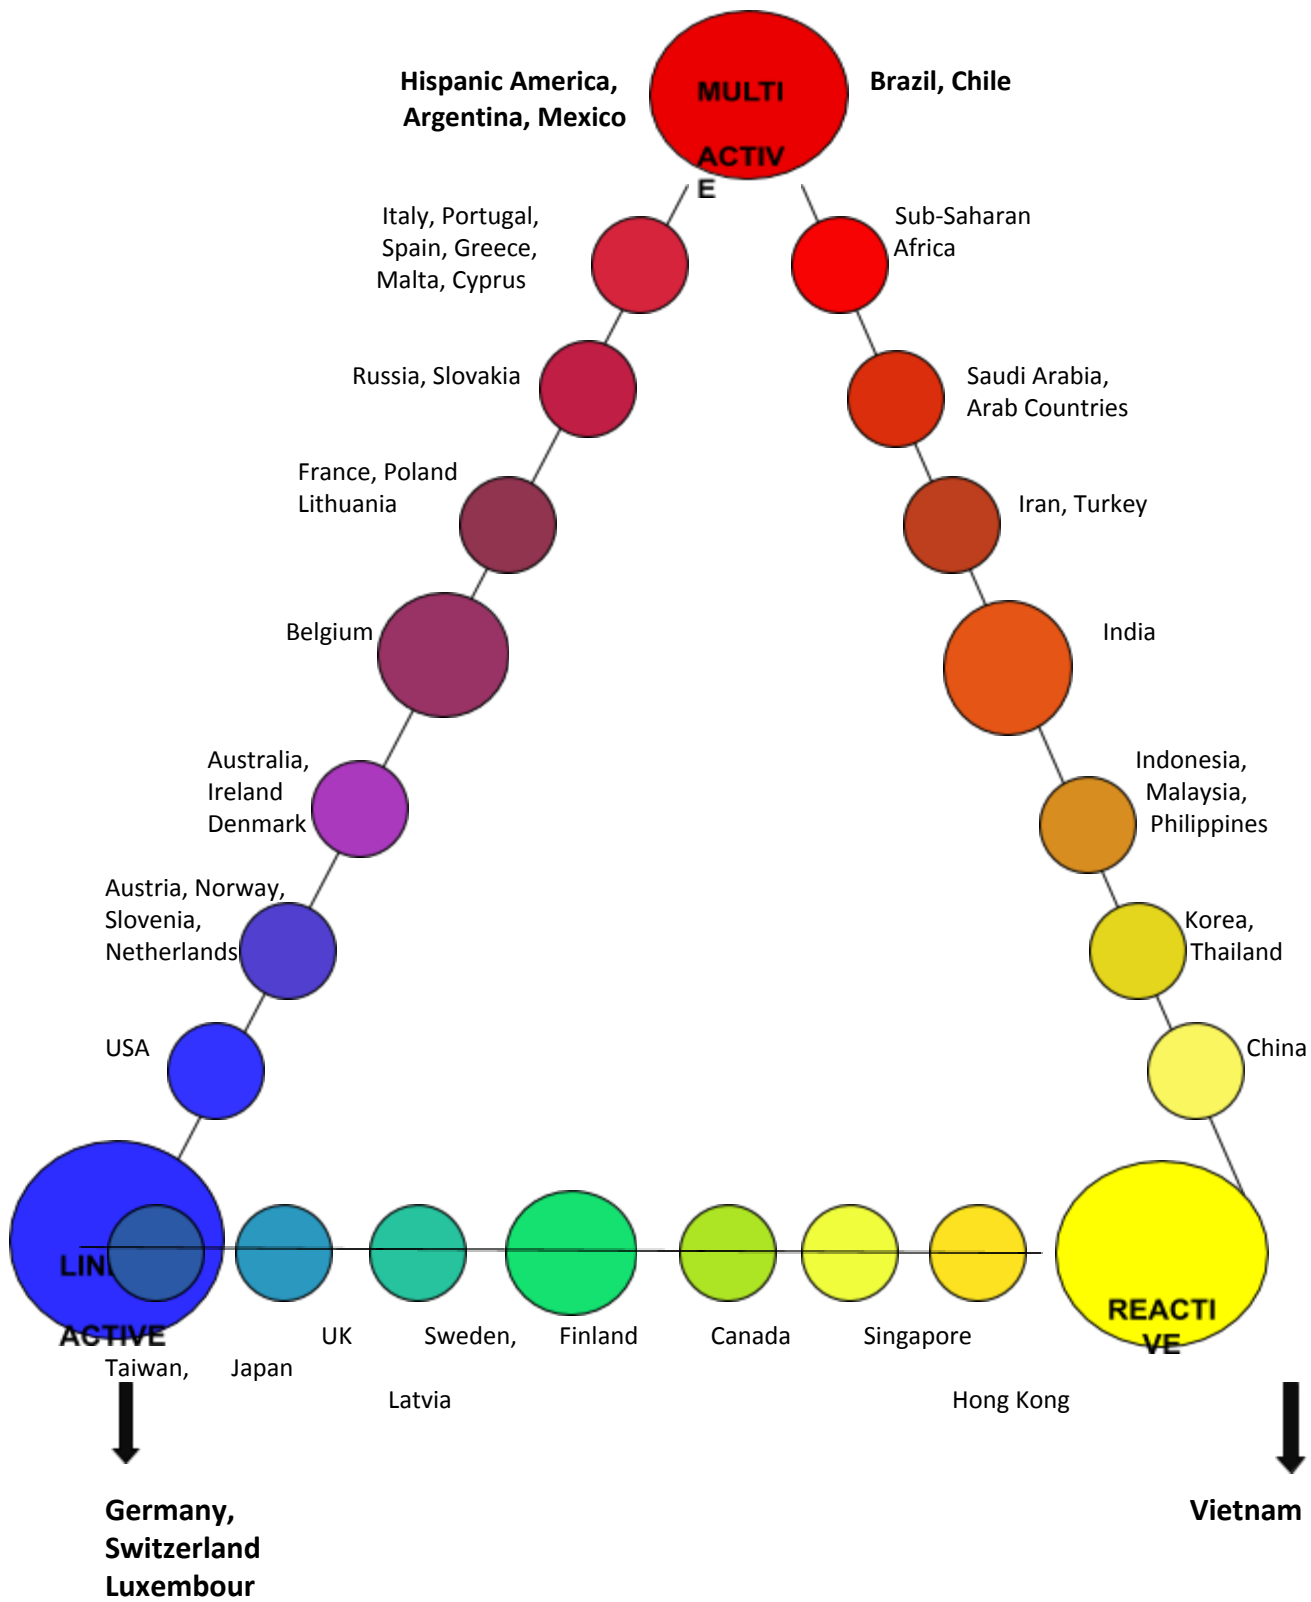 Hispanic America,
Argentina, Mexico
MULTI
ACTIV
E
Brazil, Chile
Italy, Portugal,
Spain, Greece,
Malta, Cyprus
Sub-Saharan
Africa
Russia, Slovakia
Saudi Arabia,
Arab Countries
France, Poland
Lithuania
Iran, Turkey
Belgium
India
Australia,
Ireland
Denmark
Indonesia,
Malaysia,
Philippines
Austria, Norway,
Slovenia,
Netherlands
Korea,
Thailand
USA
China
ACTIVE
REACTI
VE
UK Sweden, Finland Canada Singapore
Taiwan, Japan
Latvia Hong Kong
Germany,
Switzerland
Luxembour
Vietnam